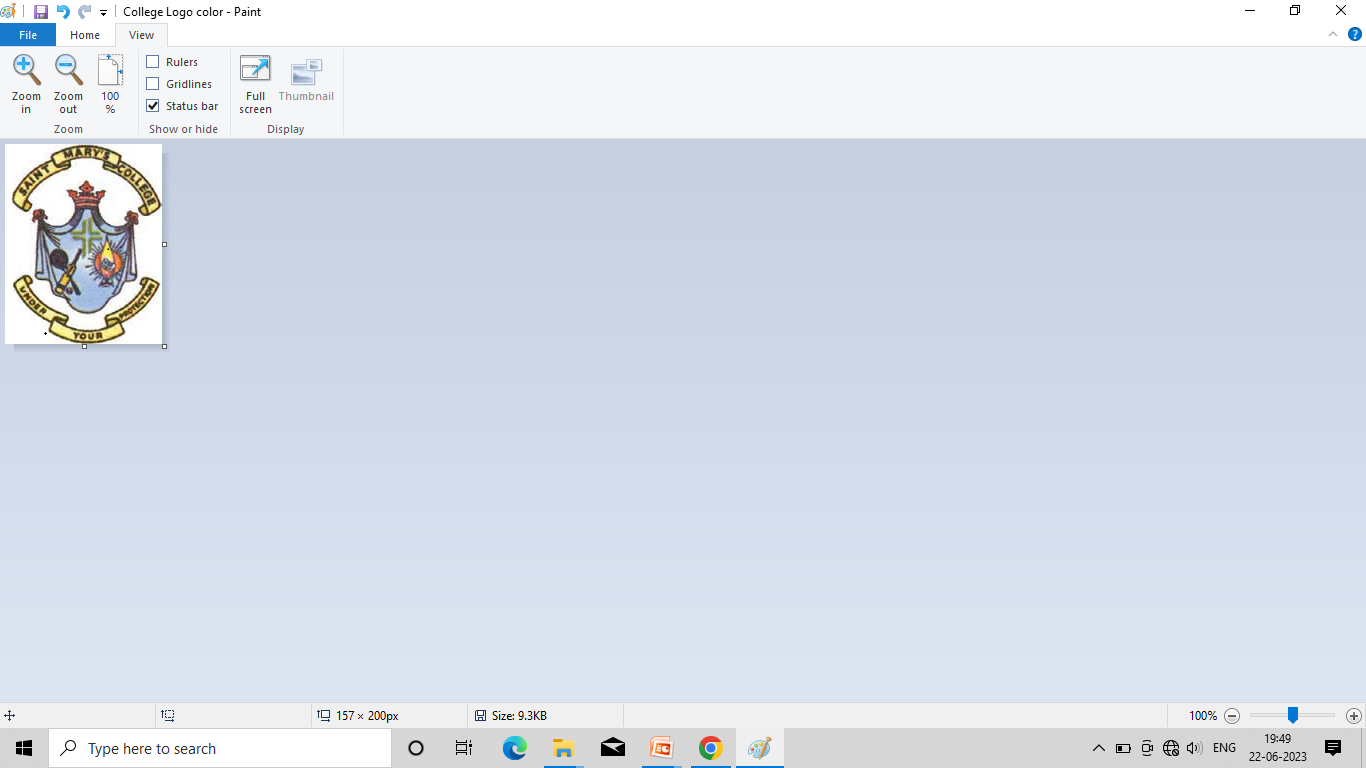 College Logo color - Paint
File Home View
Zoom in
Zoom out
100 %
Rulers
Gridlines
Status bar
Full screen
Thumbnail
Zoom
Show or hide
Display
SAINT MARY'S COLLEGE
UNDER YOUR PROTECTION
157 × 200px
Size: 9.3KB
100%
Type here to search
ENG
19:49
22-06-2023